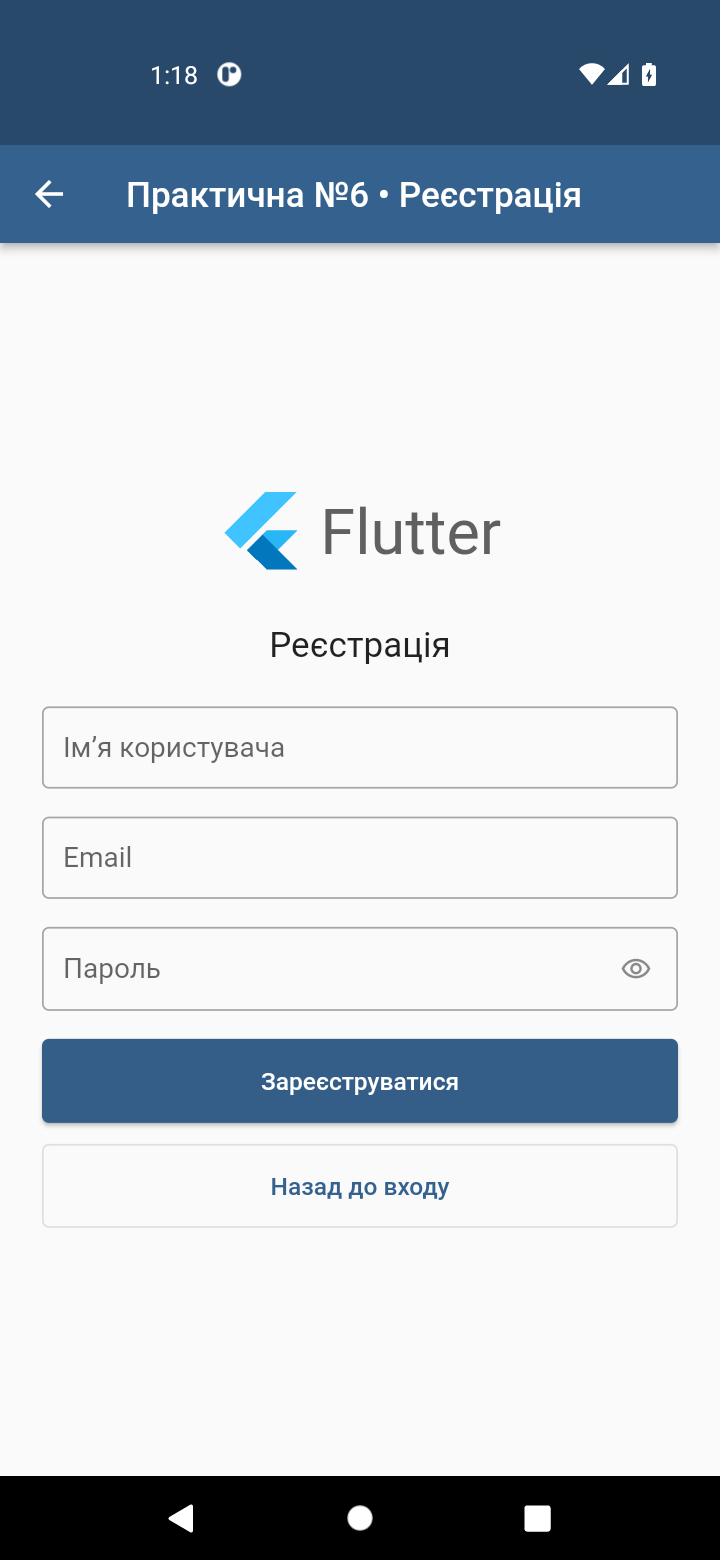 1:18
Практична №6 • Реєстрація
Flutter
Реєстрація
Ім’я користувача
Email
Пароль
Зареєструватися
Назад до входу